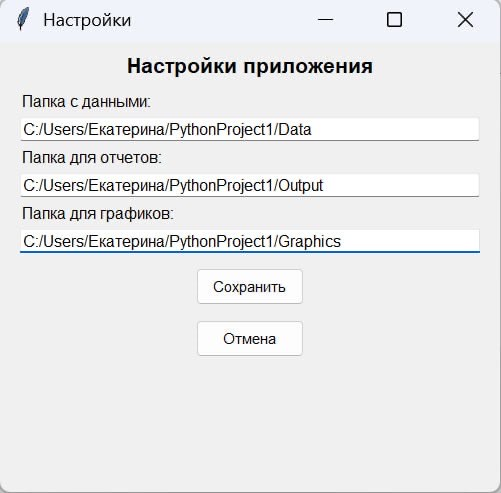 Настройки
Настройки приложения
Папка с данными:
C:/Users/Екатерина/PythonProject1/Data
Папка для отчетов:
C:/Users/Екатерина/PythonProject1/Output
Папка для графиков:
C:/Users/Екатерина/PythonProject1/Graphics
Сохранить
Отмена